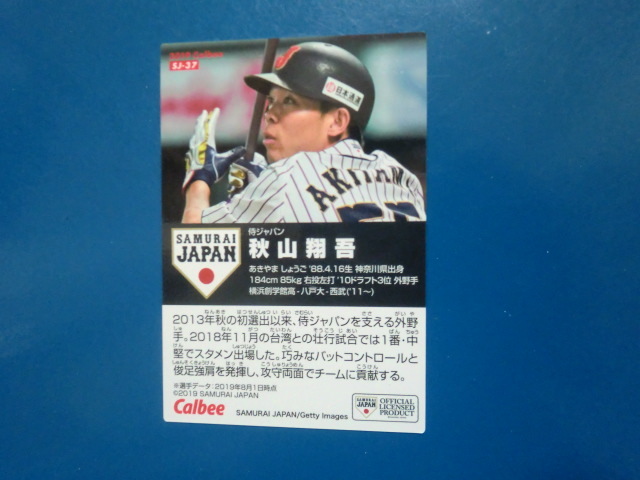 2019 Calbee
SJ-37
J
日本通運
AKIYAMA
SAMURAI
JAPAN
侍ジャパン
秋山翔吾
あきやま しょうご '88.4.16生 神奈川県出身
184cm 85kg 右投左打 '10ドラフト3位 外野手
横浜創学館高-八戸大-西武('11～)
2013年秋の初選出以来、侍ジャパンを支える外野
手。2018年11月の台湾との壮行試合では1番・中
堅でスタメン出場した。巧みなバットコントロールと
俊足強肩を発揮し、攻守両面でチームに貢献する。
※選手データ：2019年8月1日時点
©2019 SAMURAI JAPAN
Calbee
SAMURAI JAPAN/Getty Images
SAMURAI
JAPAN
OFFICIAL
LICENSED
PRODUCT